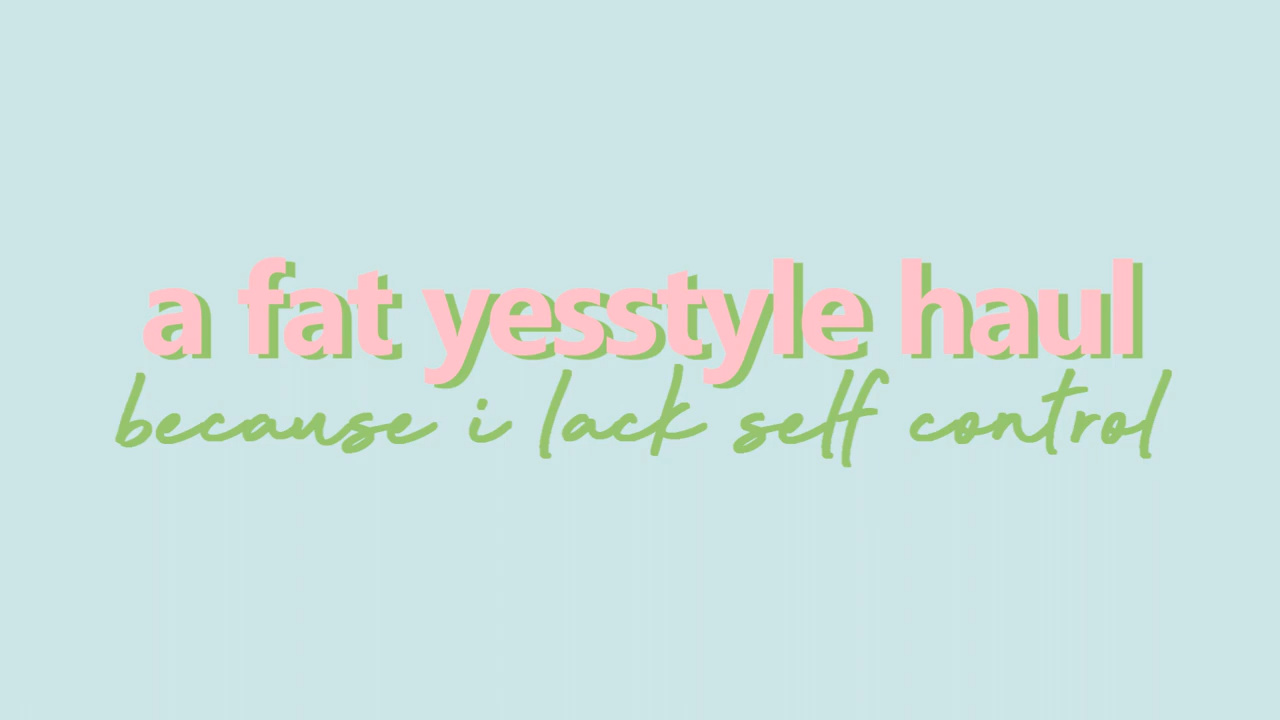 a fat yesstyle haul
because i lack self control